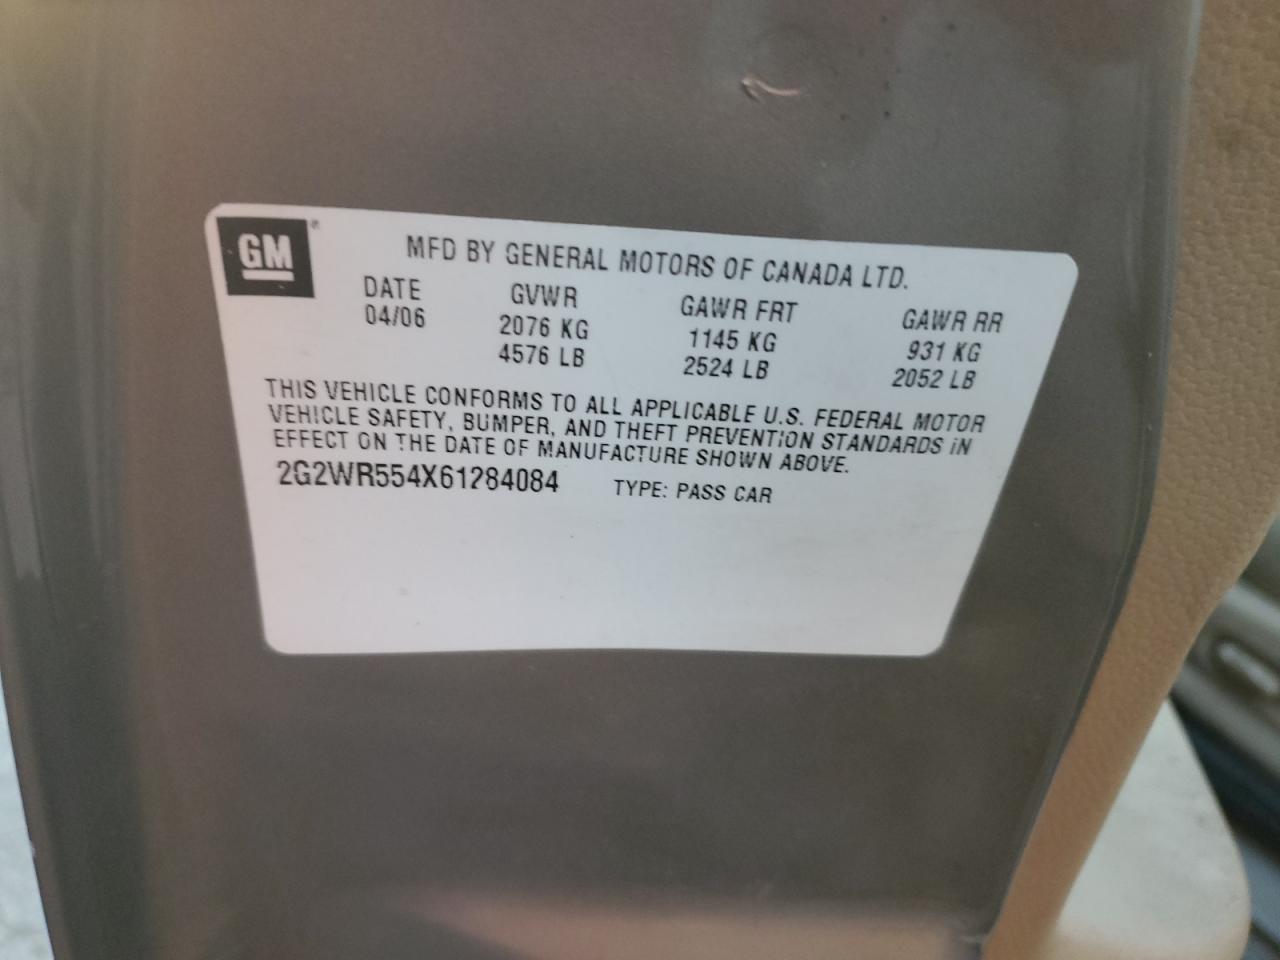 GM®
MFD BY GENERAL MOTORS OF CANADA LTD.
DATE GVWR GAWR FRT GAWR RR
04/06 2076 KG 1145 KG 931 KG
4576 LB 2524 LB 2052 LB
THIS VEHICLE CONFORMS TO ALL APPLICABLE U.S. FEDERAL MOTOR
VEHICLE SAFETY, BUMPER, AND THEFT PREVENTION STANDARDS IN
EFFECT ON THE DATE OF MANUFACTURE SHOWN ABOVE.
2G2WR554X61284084 TYPE: PASS CAR